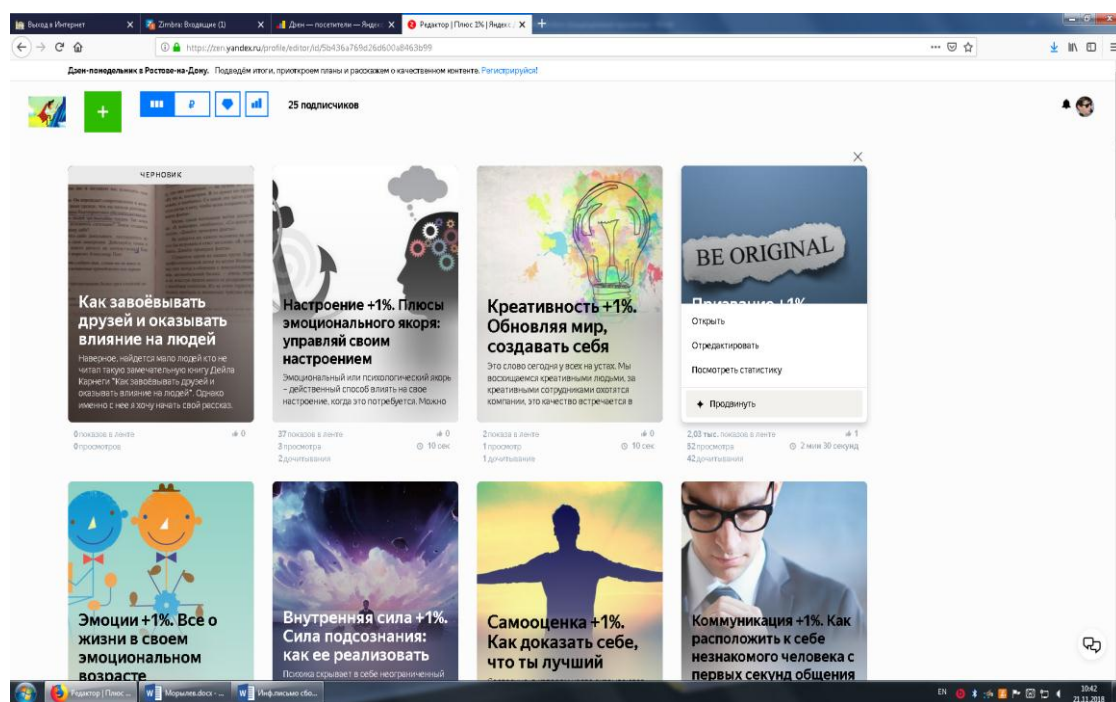 Выход в Интернет
Zimbra: Входящие (1)
Дзен — посетители — Яндекс
Редактор | Плюс 1% | Яндекс
https://zen.yandex.ru/profile/editor/id/5b436a769d26d600a8463b99
Дзен-понедельник в Ростове-на-Дону. Подведём итоги, приоткроем планы и расскажем о качественном контенте. Регистрируйся!
+
₽
25 подписчиков
ЧЕРНОВИК
Как завоёвывать
друзей и оказывать
влияние на людей
Наверное, найдется мало людей кто не
читал такую замечательную книгу Дейла
Карнеги "Как завоёвывать друзей и
оказывать влияние на людей". Однако
именно с нее я хочу начать свой рассказ.
0 показов в ленте
0
0 просмотров
Настроение +1%. Плюсы
эмоционального якоря:
управляй своим
настроением
Эмоциональный или психологический якорь
– действенный способ влиять на свое
настроение, когда это потребуется. Можно
37 показов в ленте
0
3 просмотра
10 сек
2 дочитывания
Креативность +1%.
Обновляя мир,
создавать себя
Это слово сегодня у всех на устах. Мы
восхищаемся креативными людьми, за
креативными сотрудниками охотятся
компании, это качество встречается в
2 показа в ленте
0
1 просмотр
10 сек
1 дочитывание
BE ORIGINAL
Призвание +1%
Открыть
Отредактировать
Посмотреть статистику
Продвинуть
2,03 тыс. показов в ленте
1
52 просмотра
2 мин 30 секунд
42 дочитывания
Эмоции +1%. Все о
жизни в своем
эмоциональном
возрасте
Внутренняя сила +1%.
Сила подсознания:
как ее реализовать
Психика скрывает в себе неограниченный
Самооценка +1%.
Как доказать себе,
что ты лучший
Коммуникация +1%. Как
расположить к себе
незнакомого человека с
первых секунд общения
Редактор | Плюс ...
Морылев.docx - ...
Инф.письмо сбо...
EN
10:42
21.11.2018